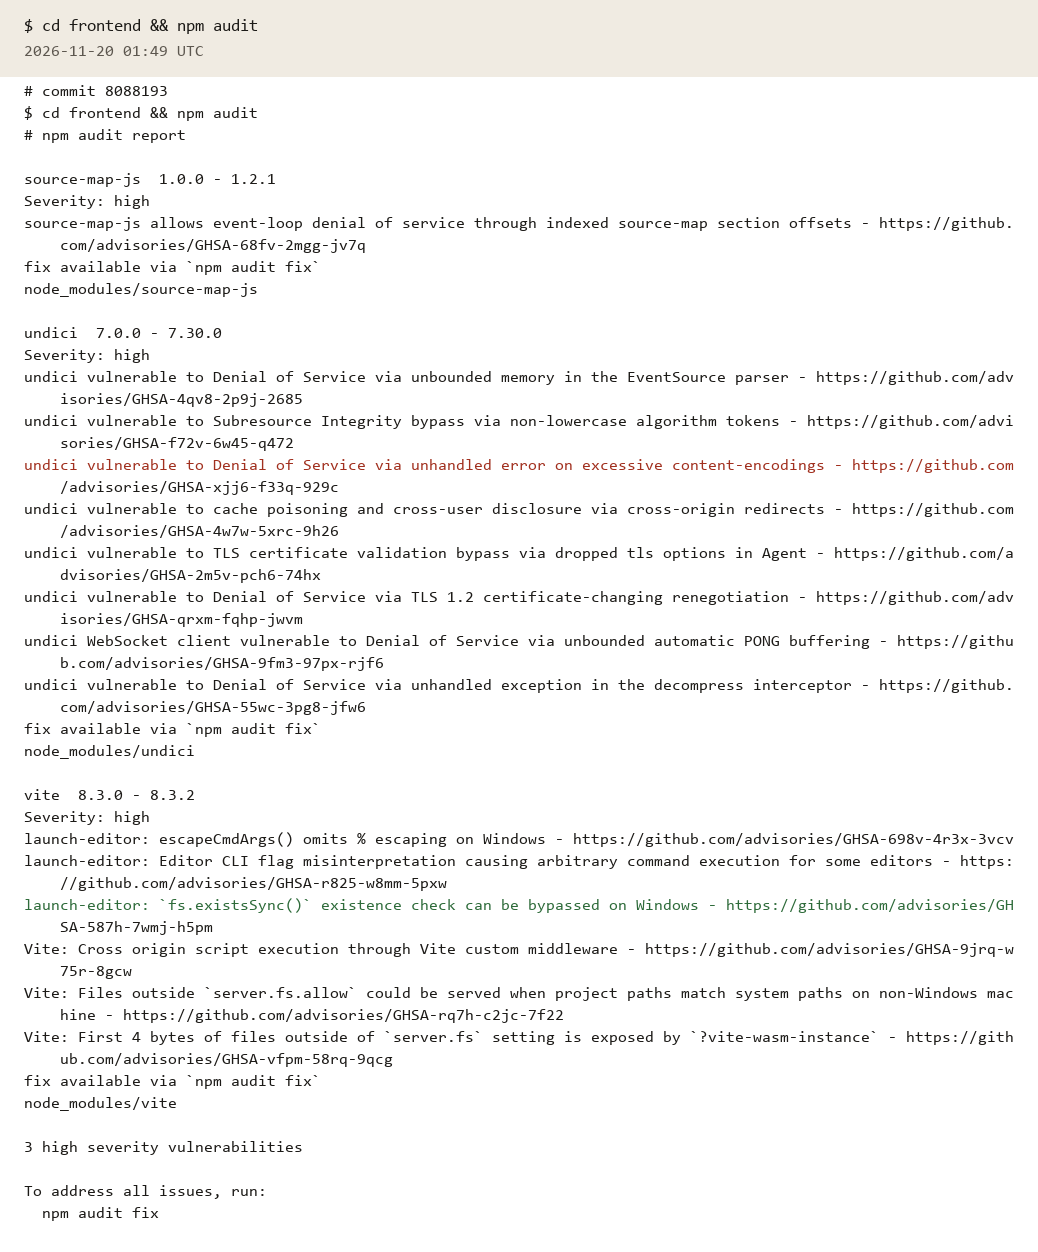 $ cd frontend && npm audit
2026-11-20 01:49 UTC
# commit 8088193
$ cd frontend && npm audit
# npm audit report

source-map-js  1.0.0 - 1.2.1
Severity: high
source-map-js allows event-loop denial of service through indexed source-map section offsets - https://github.
    com/advisories/GHSA-68fv-2mgg-jv7q
fix available via `npm audit fix`
node_modules/source-map-js

undici  7.0.0 - 7.30.0
Severity: high
undici vulnerable to Denial of Service via unbounded memory in the EventSource parser - https://github.com/adv
    isories/GHSA-4qv8-2p9j-2685
undici vulnerable to Subresource Integrity bypass via non-lowercase algorithm tokens - https://github.com/advi
    sories/GHSA-f72v-6w45-q472
undici vulnerable to Denial of Service via unhandled error on excessive content-encodings - https://github.com
    /advisories/GHSA-xjj6-f33q-929c
undici vulnerable to cache poisoning and cross-user disclosure via cross-origin redirects - https://github.com
    /advisories/GHSA-4w7w-5xrc-9h26
undici vulnerable to TLS certificate validation bypass via dropped tls options in Agent - https://github.com/a
    dvisories/GHSA-2m5v-pch6-74hx
undici vulnerable to Denial of Service via TLS 1.2 certificate-changing renegotiation - https://github.com/adv
    isories/GHSA-qrxm-fqhp-jwvm
undici WebSocket client vulnerable to Denial of Service via unbounded automatic PONG buffering - https://githu
    b.com/advisories/GHSA-9fm3-97px-rjf6
undici vulnerable to Denial of Service via unhandled exception in the decompress interceptor - https://github.
    com/advisories/GHSA-55wc-3pg8-jfw6
fix available via `npm audit fix`
node_modules/undici

vite  8.3.0 - 8.3.2
Severity: high
launch-editor: escapeCmdArgs() omits % escaping on Windows - https://github.com/advisories/GHSA-698v-4r3x-3vcv
launch-editor: Editor CLI flag misinterpretation causing arbitrary command execution for some editors - https:
    //github.com/advisories/GHSA-r825-w8mm-5pxw
launch-editor: `fs.existsSync()` existence check can be bypassed on Windows - https://github.com/advisories/GH
    SA-587h-7wmj-h5pm
Vite: Cross origin script execution through Vite custom middleware - https://github.com/advisories/GHSA-9jrq-w
    75r-8gcw
Vite: Files outside `server.fs.allow` could be served when project paths match system paths on non-Windows mac
    hine - https://github.com/advisories/GHSA-rq7h-c2jc-7f22
Vite: First 4 bytes of files outside of `server.fs` setting is exposed by `?vite-wasm-instance` - https://gith
    ub.com/advisories/GHSA-vfpm-58rq-9qcg
fix available via `npm audit fix`
node_modules/vite

3 high severity vulnerabilities

To address all issues, run:
  npm audit fix